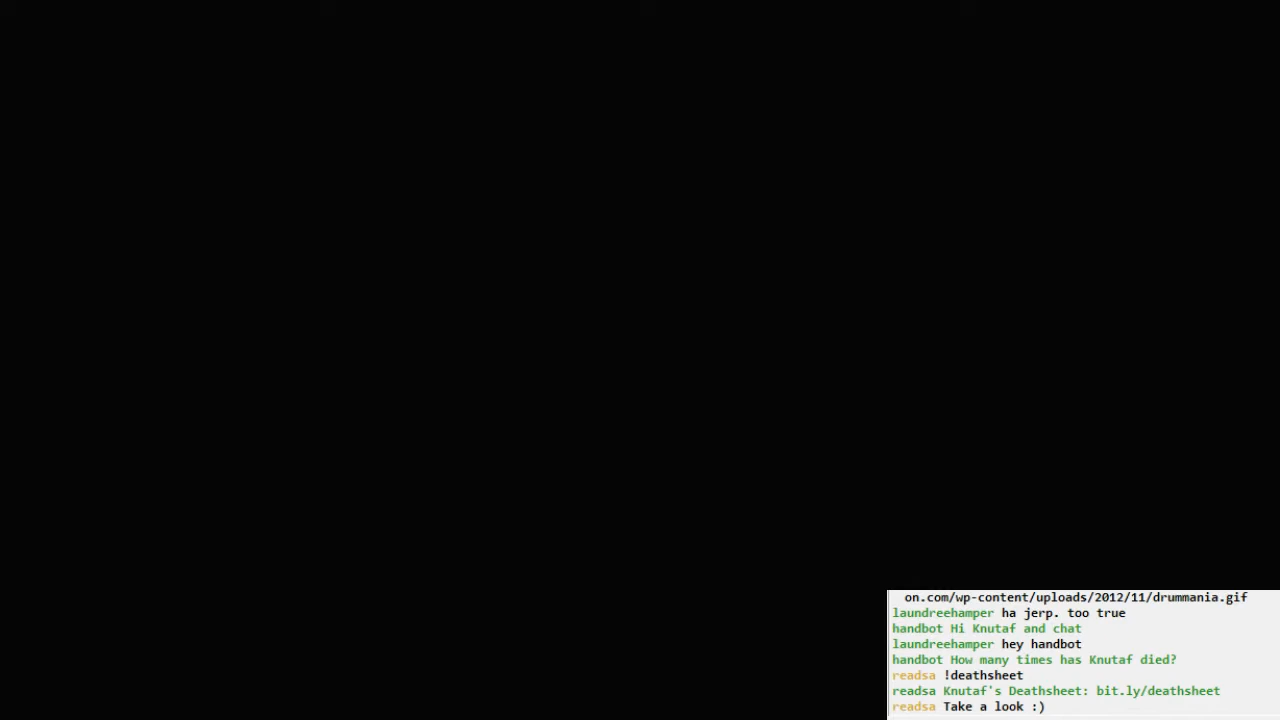 on.com/wp-content/uploads/2012/11/drummania.gif
laundreehamper ha jerp. too true
handbot Hi Knutaf and chat
laundreehamper hey handbot
handbot How many times has Knutaf died?
readsa !deathsheet
readsa Knutaf's Deathsheet: bit.ly/deathsheet
readsa Take a look :)